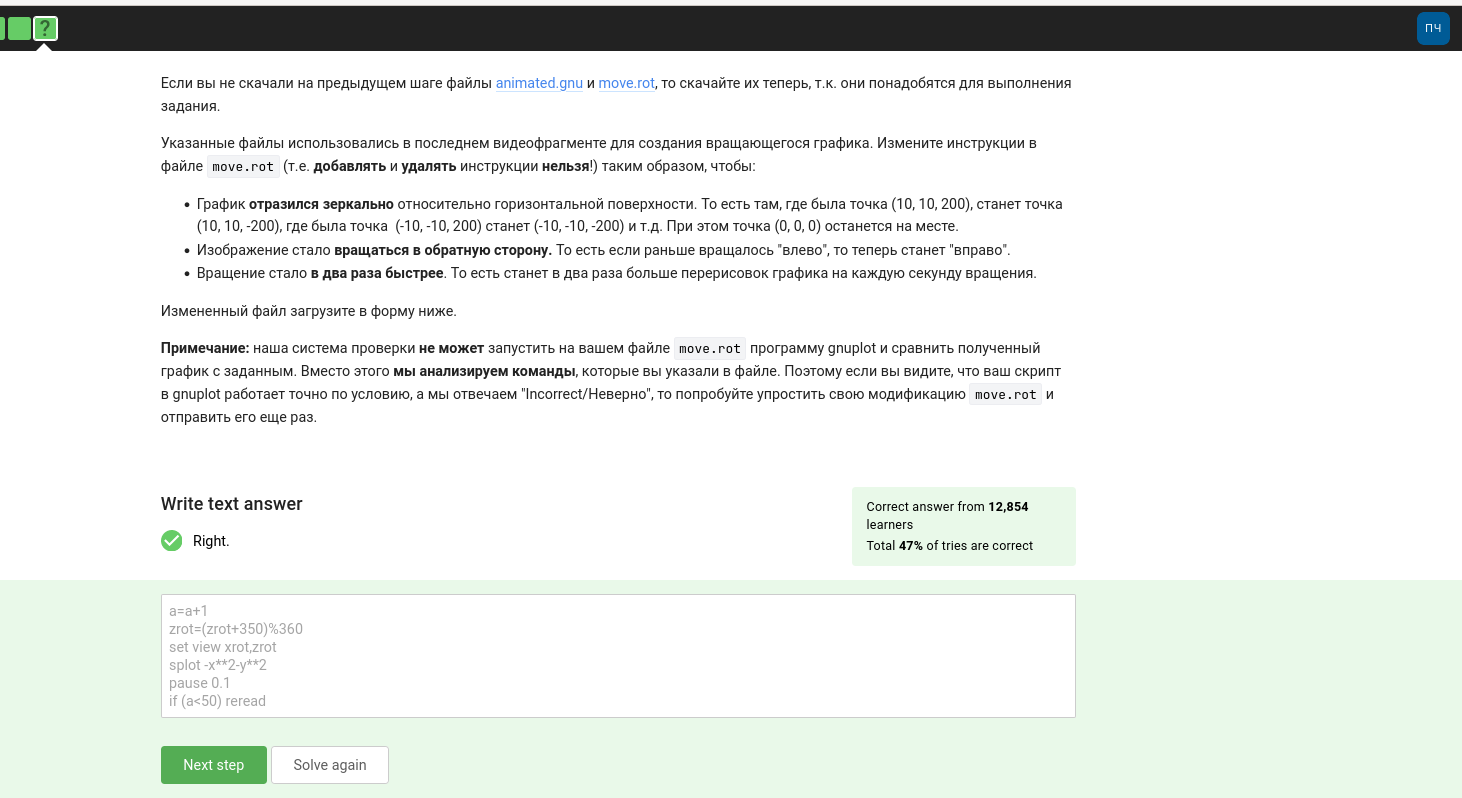 ?
ПЧ
Если вы не скачали на предыдущем шаге файлы animated.gnu и move.rot, то скачайте их теперь, т.к. они понадобятся для выполнения
задания.
Указанные файлы использовались в последнем видеофрагменте для создания вращающегося графика. Измените инструкции в
файле move.rot (т.е. добавлять и удалять инструкции нельзя!) таким образом, чтобы:
• График отразился зеркально относительно горизонтальной поверхности. То есть там, где была точка (10, 10, 200), станет точка
(10, 10, -200), где была точка (-10, -10, 200) станет (-10, -10, -200) и т.д. При этом точка (0, 0, 0) останется на месте.
• Изображение стало вращаться в обратную сторону. То есть если раньше вращалось "влево", то теперь станет "вправо".
• Вращение стало в два раза быстрее. То есть станет в два раза больше перерисовок графика на каждую секунду вращения.
Измененный файл загрузите в форму ниже.
Примечание: наша система проверки не может запустить на вашем файле move.rot программу gnuplot и сравнить полученный
график с заданным. Вместо этого мы анализируем команды, которые вы указали в файле. Поэтому если вы видите, что ваш скрипт
в gnuplot работает точно по условию, а мы отвечаем "Incorrect/Неверно", то попробуйте упростить свою модификацию move.rot и
отправить его еще раз.
Write text answer
Right.
Correct answer from 12,854
learners
Total 47% of tries are correct
a=a+1
zrot=(zrot+350)%360
set view xrot,zrot
splot -x**2-y**2
pause 0.1
if (a<50) reread
Next step
Solve again